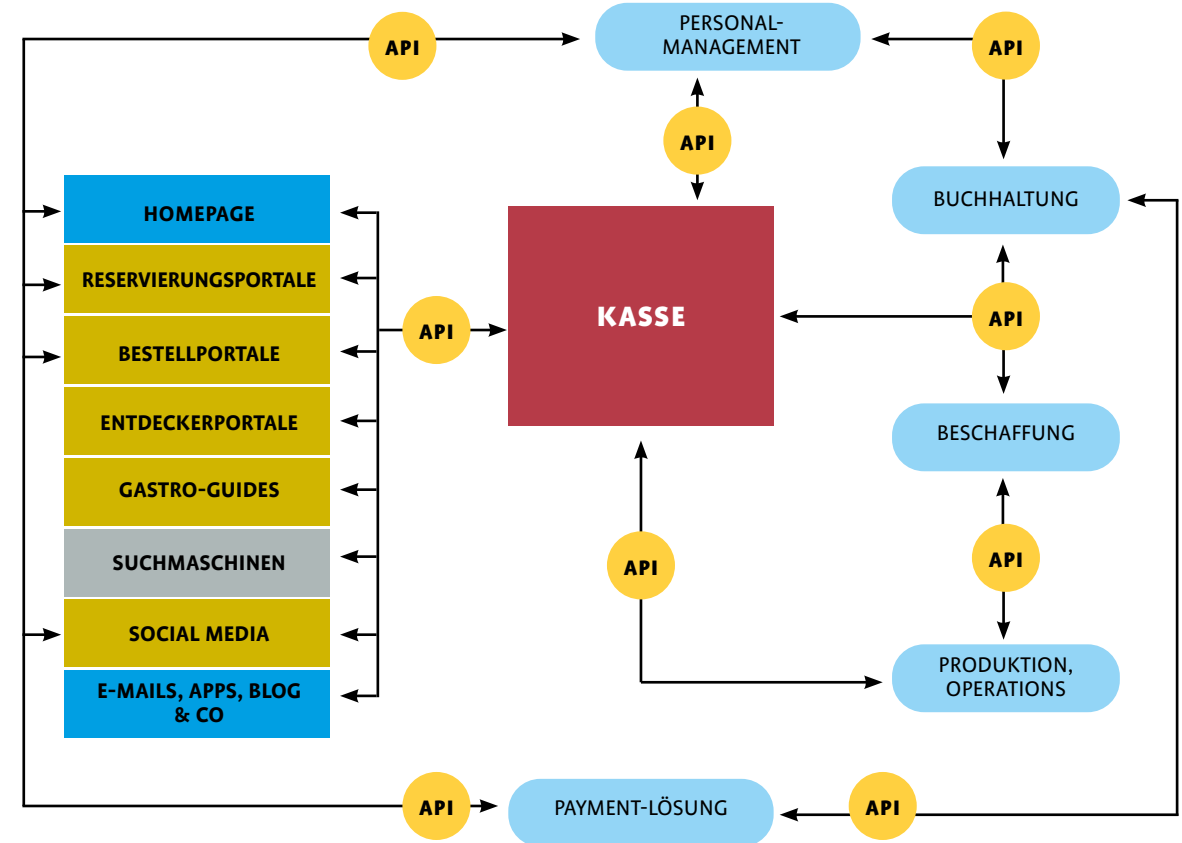 API
PERSONAL-
MANAGEMENT
API
API
HOMEPAGE
RESERVIERUNGSPORTALE
BESTELLPORTALE
ENTDECKERPORTALE
GASTRO-GUIDES
SUCHMASCHINEN
SOCIAL MEDIA
E-MAILS, APPS, BLOG
& CO
API
KASSE
BUCHHALTUNG
API
BESCHAFFUNG
API
API
PRODUKTION,
OPERATIONS
API
PAYMENT-LÖSUNG
API